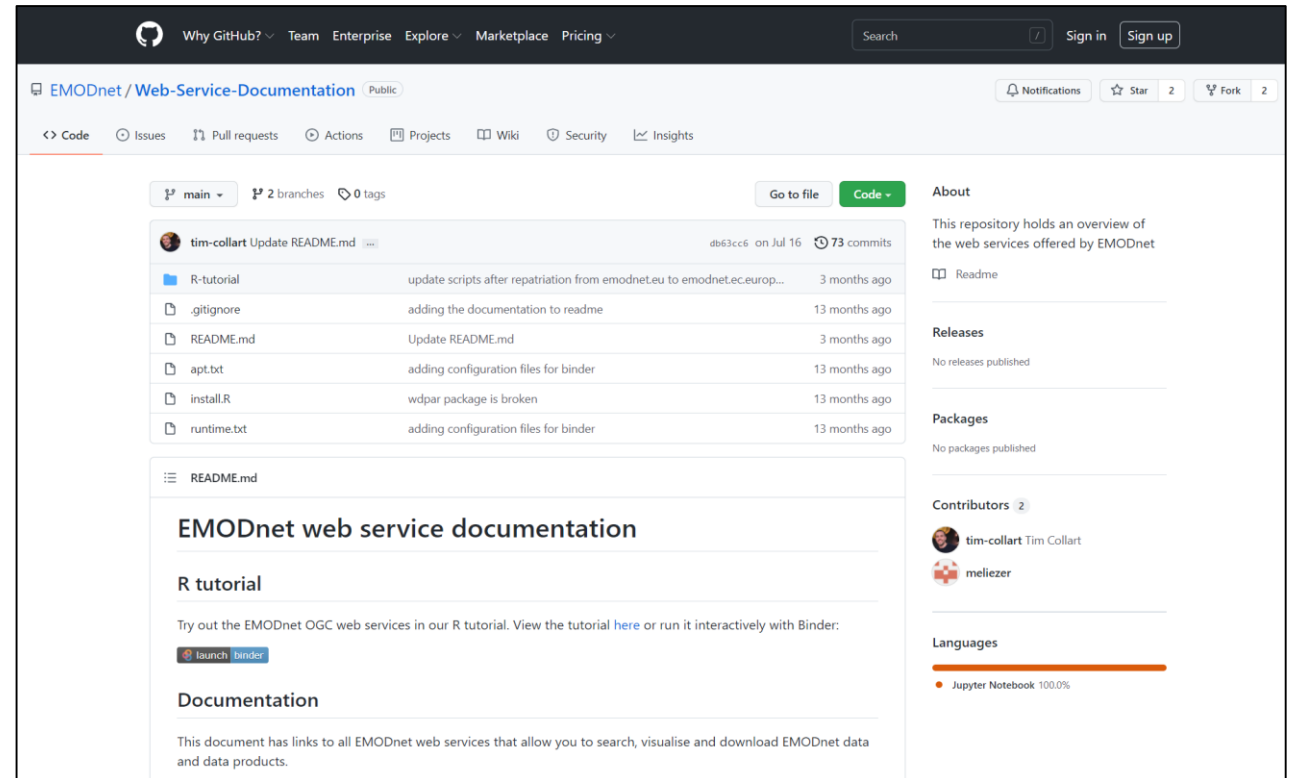 Why GitHub? Team Enterprise Explore Marketplace Pricing Search / Sign in Sign up
EMODnet / Web-Service-Documentation Public Notifications Star 2 Fork 2
<> Code Issues Pull requests Actions Projects Wiki Security Insights
main 2 branches 0 tags Go to file Code
tim-collart Update README.md ... db63cc6 on Jul 16 73 commits
R-tutorial update scripts after repatriation from emodnet.eu to emodnet.ec.europ... 3 months ago
.gitignore adding the documentation to readme 13 months ago
README.md Update README.md 3 months ago
apt.txt adding configuration files for binder 13 months ago
install.R wdpar package is broken 13 months ago
runtime.txt adding configuration files for binder 13 months ago
README.md
EMODnet web service documentation
R tutorial
Try out the EMODnet OGC web services in our R tutorial. View the tutorial here or run it interactively with Binder:
launch binder
Documentation
This document has links to all EMODnet web services that allow you to search, visualise and download EMODnet data
and data products.
About
This repository holds an overview of
the web services offered by EMODnet
Readme
Releases
No releases published
Packages
No packages published
Contributors 2
tim-collart Tim Collart
meliezer
Languages
Jupyter Notebook 100.0%